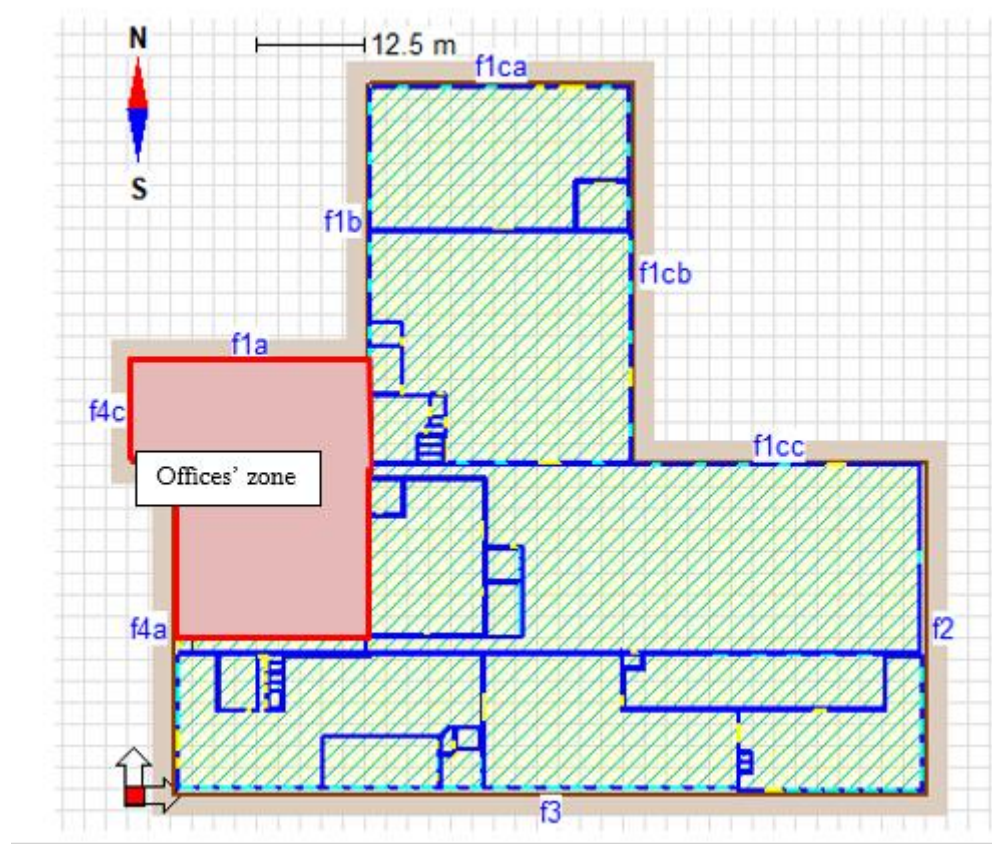 N
12.5 m
S
f1ca
f1b
f1cb
f1a
f4c
f1cc
Offices’ zone
f4a
f2
f3